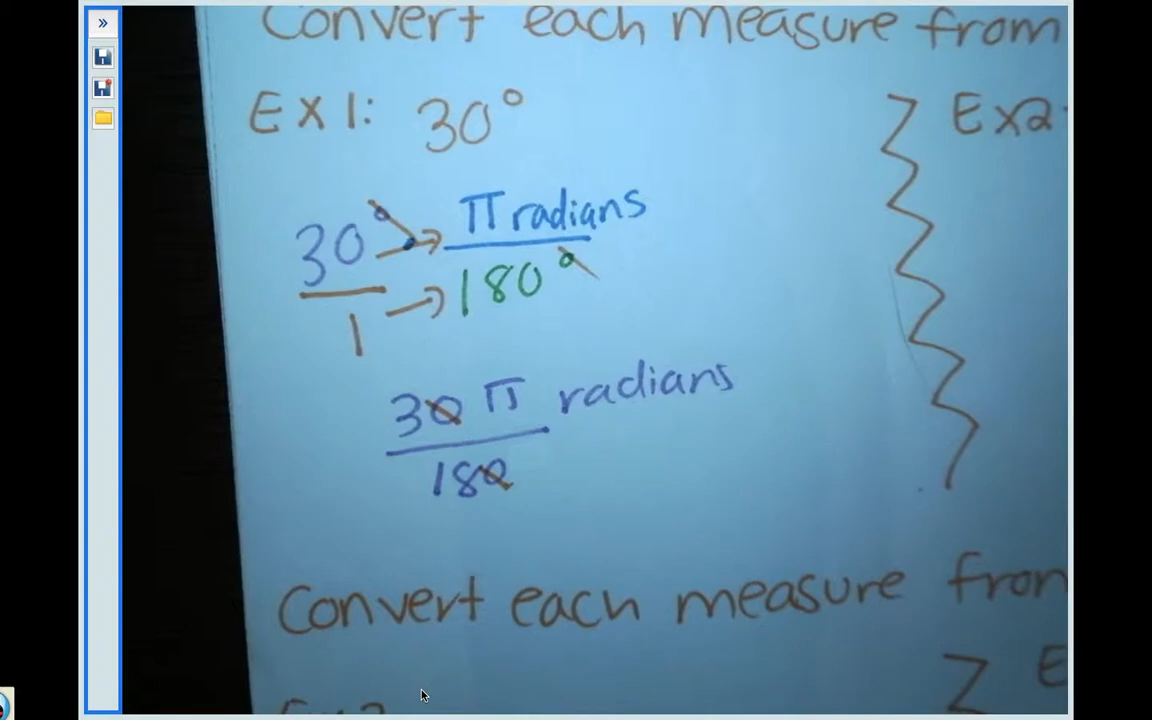 Convert each measure from
EX 1: 30°
Ex2
30° → π radians
1 → 180°
30 π radians
180
Convert each measure from